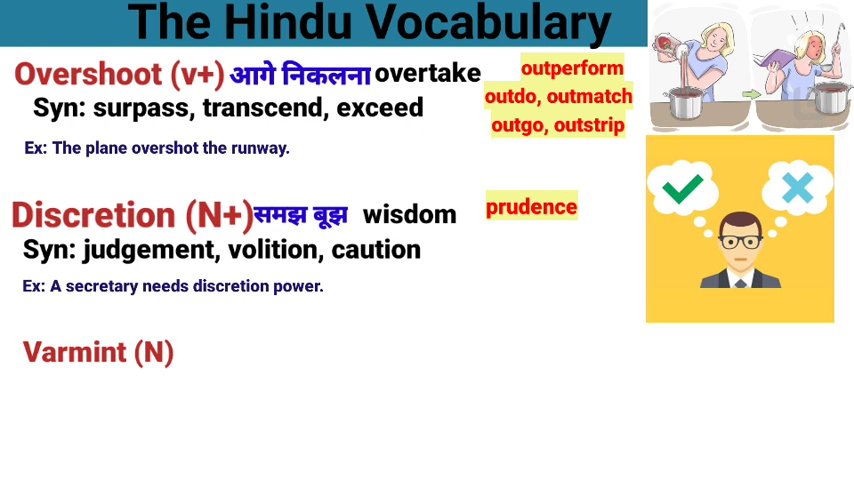 The Hindu Vocabulary
Overshoot (v+) आगे निकलना overtake outperform
Syn: surpass, transcend, exceed outdo, outmatch
outgo, outstrip
Ex: The plane overshot the runway.
Discretion (N+) समझ बूझ wisdom prudence
Syn: judgement, volition, caution
Ex: A secretary needs discretion power.
Varmint (N)